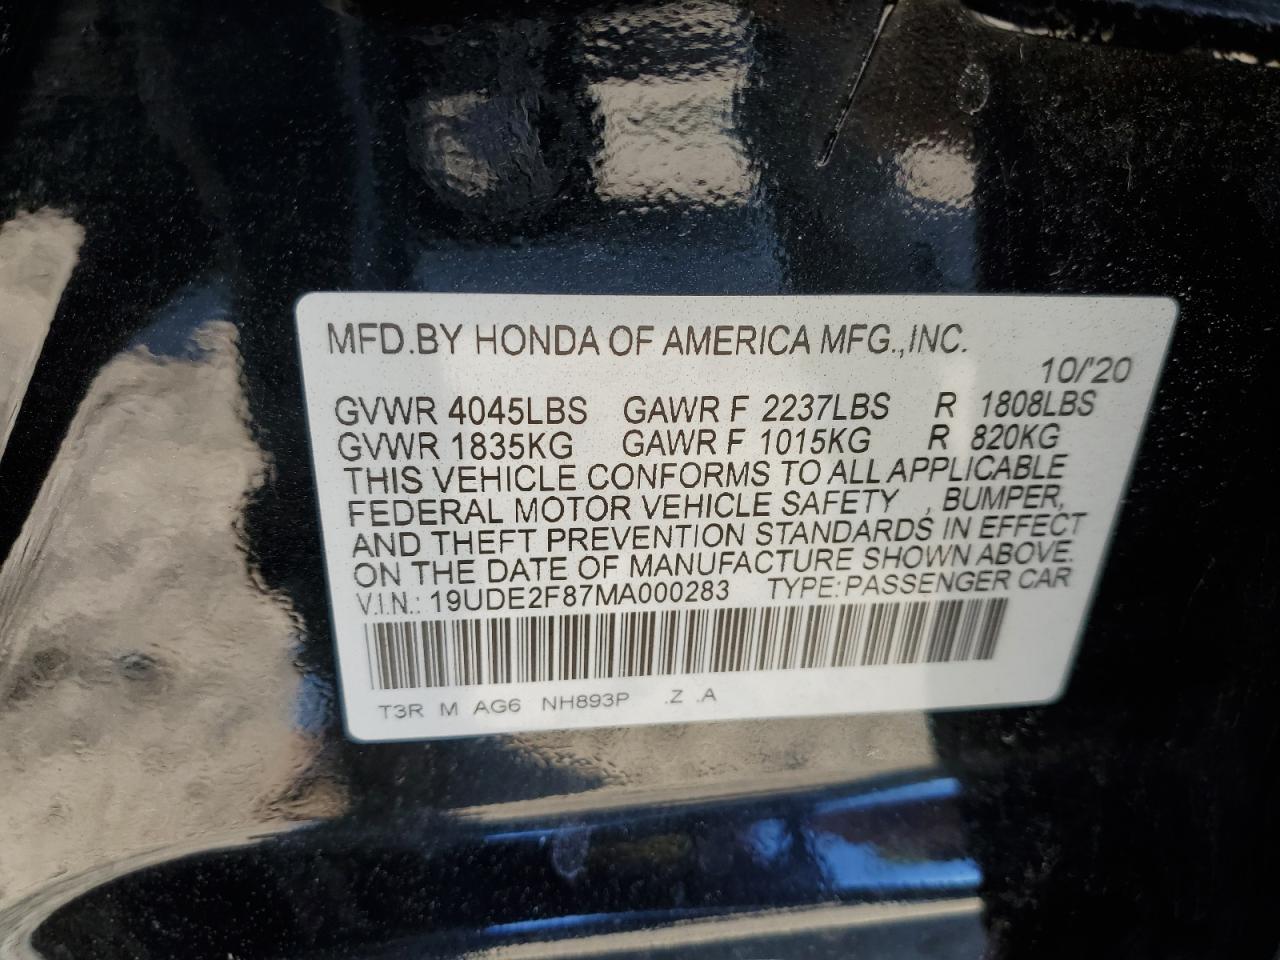 MFD.BY HONDA OF AMERICA MFG.,INC.
10/'20
GVWR 4045LBS GAWR F 2237LBS R 1808LBS
GVWR 1835KG GAWR F 1015KG R 820KG
THIS VEHICLE CONFORMS TO ALL APPLICABLE
FEDERAL MOTOR VEHICLE SAFETY , BUMPER,
AND THEFT PREVENTION STANDARDS IN EFFECT
ON THE DATE OF MANUFACTURE SHOWN ABOVE.
V.I.N.: 19UDE2F87MA000283 TYPE:PASSENGER CAR
T3R M AG6 NH893P .Z .A